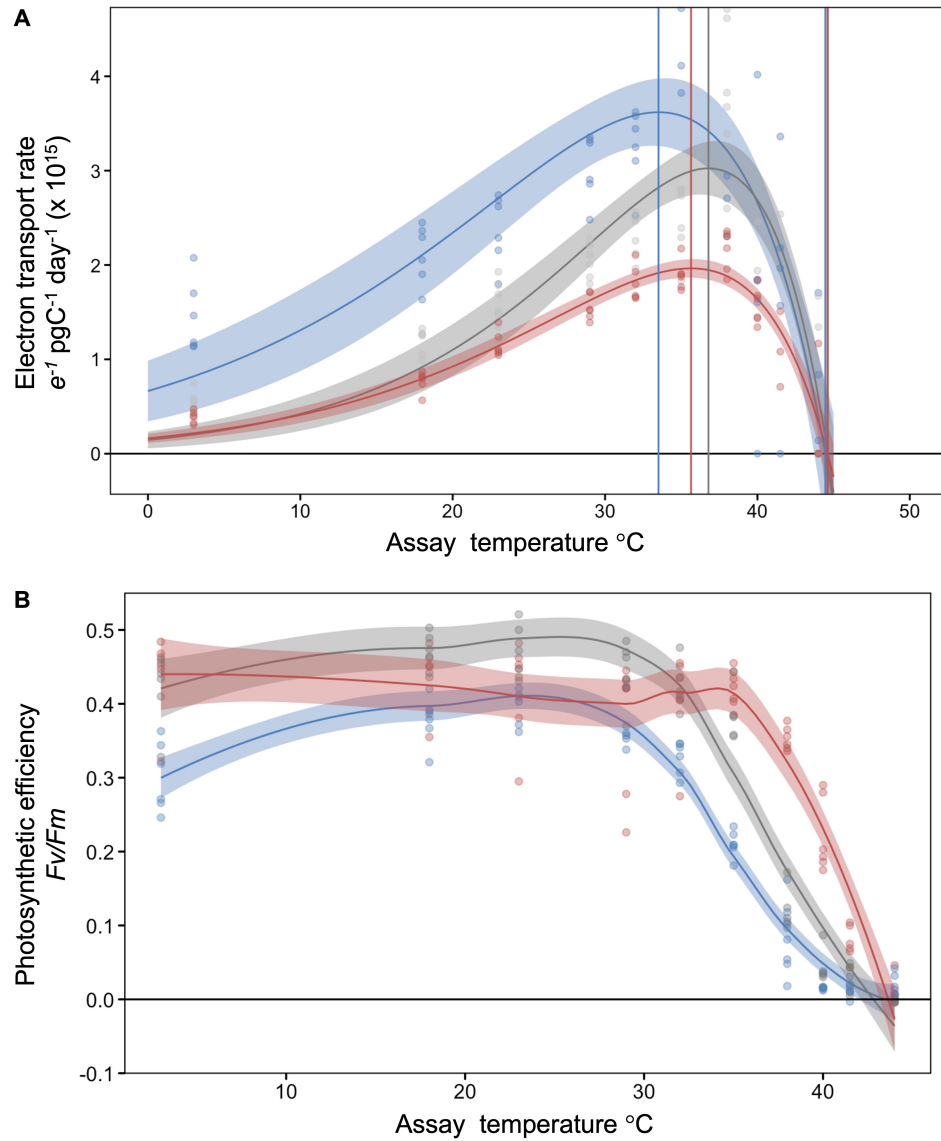 A
Electron transport rate
e⁻¹ pgC⁻¹ day⁻¹ (x 10¹⁵)
4
3
2
1
0
0 10 20 30 40 50
Assay temperature °C
B
Photosynthetic efficiency
Fv/Fm
0.5
0.4
0.3
0.2
0.1
0.0
-0.1
10 20 30 40
Assay temperature °C